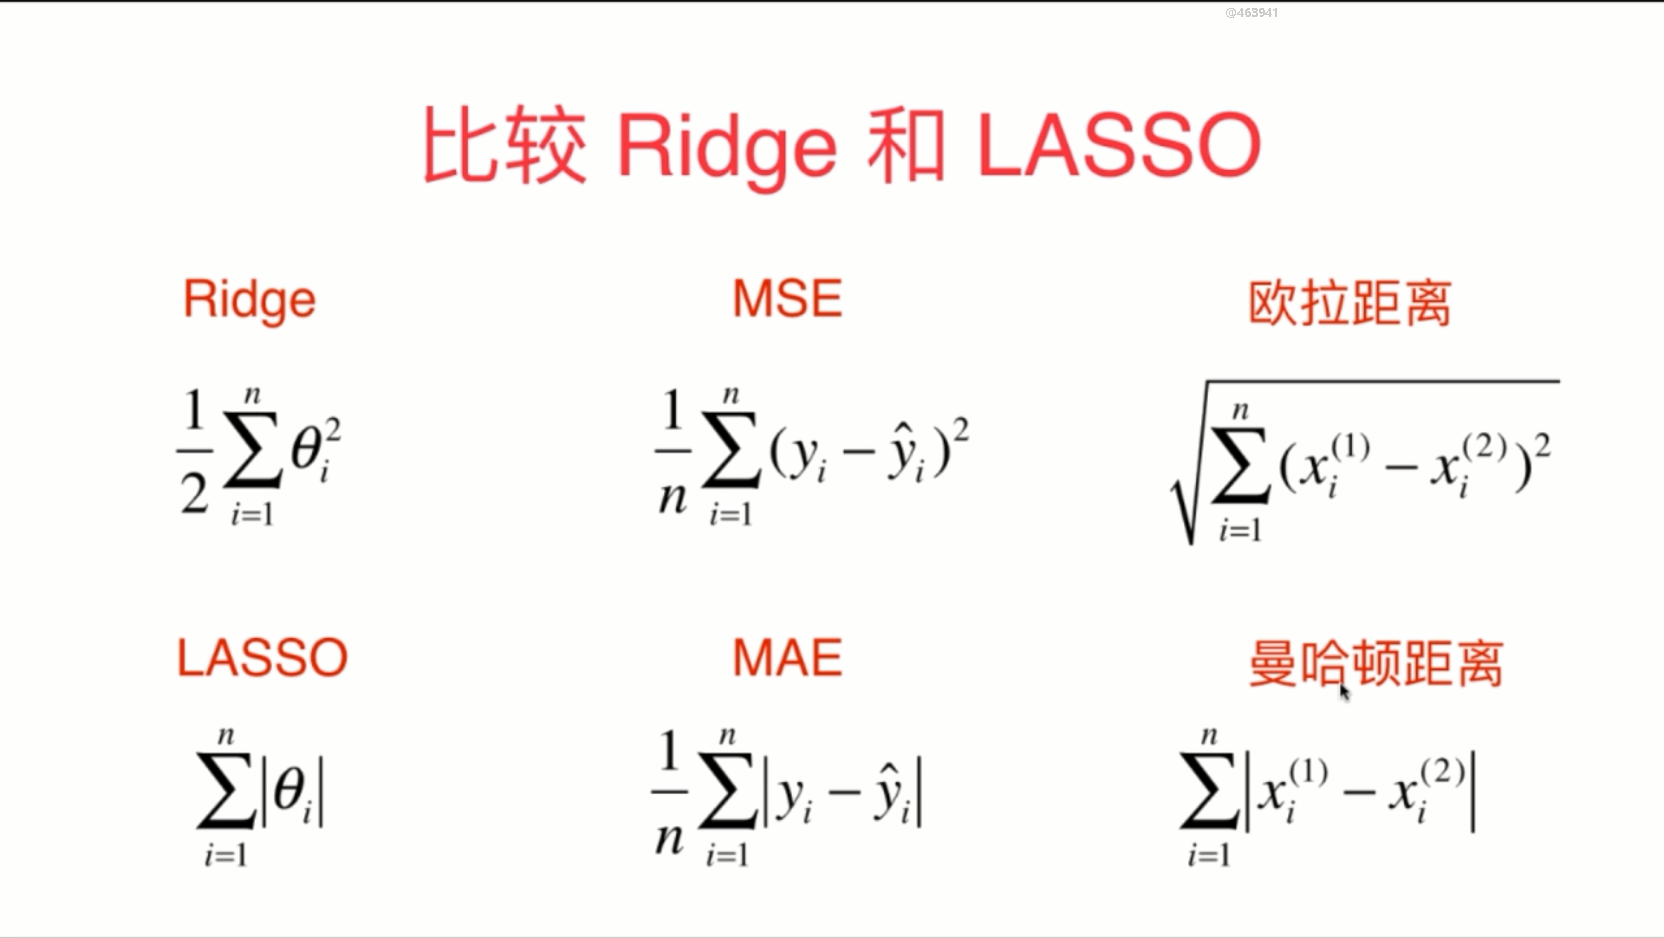 @463941
比较 Ridge 和 LASSO
Ridge MSE 欧拉距离
$\frac{1}{2}\sum_{i=1}^{n}\theta_i^2$ $\frac{1}{n}\sum_{i=1}^{n}(y_i-\hat{y}_i)^2$ $\sqrt{\sum_{i=1}^{n}(x_i^{(1)}-x_i^{(2)})^2}$
LASSO MAE 曼哈顿距离
$\sum_{i=1}^{n}|\theta_i|$ $\frac{1}{n}\sum_{i=1}^{n}|y_i-\hat{y}_i|$ $\sum_{i=1}^{n}|x_i^{(1)}-x_i^{(2)}|$